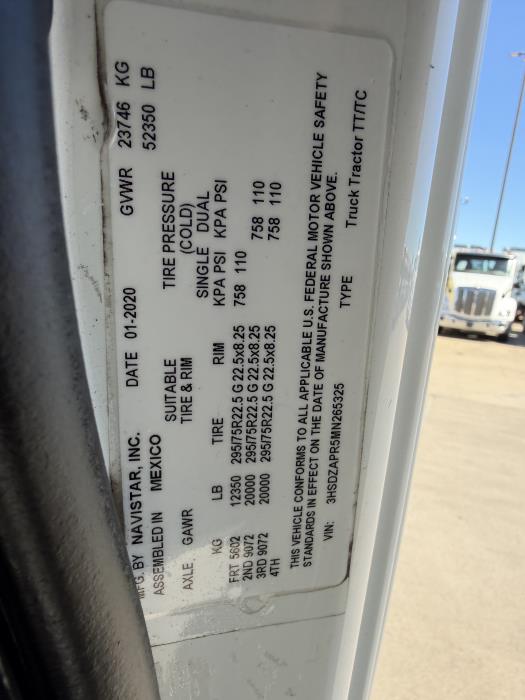 MFG. BY NAVISTAR, INC. DATE 01-2020 GVWR 23746 KG
ASSEMBLED IN MEXICO 52350 LB
SUITABLE TIRE PRESSURE
AXLE GAWR TIRE & RIM (COLD)
SINGLE DUAL
KG LB TIRE RIM KPA PSI KPA PSI
FRT 5602 12350 295/75R22.5 G 22.5x8.25 758 110
2ND 9072 20000 295/75R22.5 G 22.5x8.25 758 110
3RD 9072 20000 295/75R22.5 G 22.5x8.25 758 110
4TH
THIS VEHICLE CONFORMS TO ALL APPLICABLE U.S. FEDERAL MOTOR VEHICLE SAFETY
STANDARDS IN EFFECT ON THE DATE OF MANUFACTURE SHOWN ABOVE.
VIN: 3HSDZAPR5MN265325 TYPE Truck Tractor TT/TC